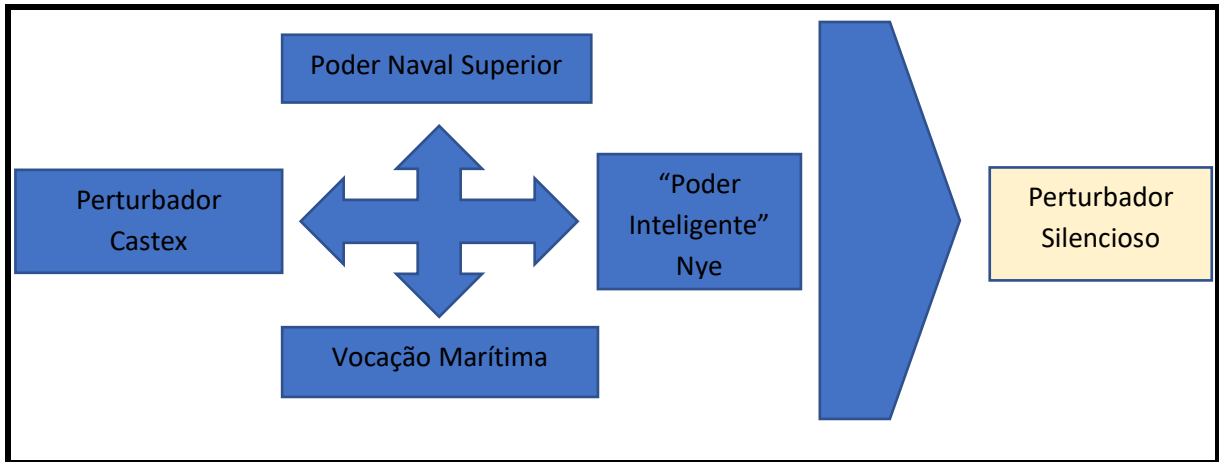 Poder Naval Superior
Perturbador
Castex
“Poder
Inteligente”
Nye
Vocação Marítima
Perturbador
Silencioso